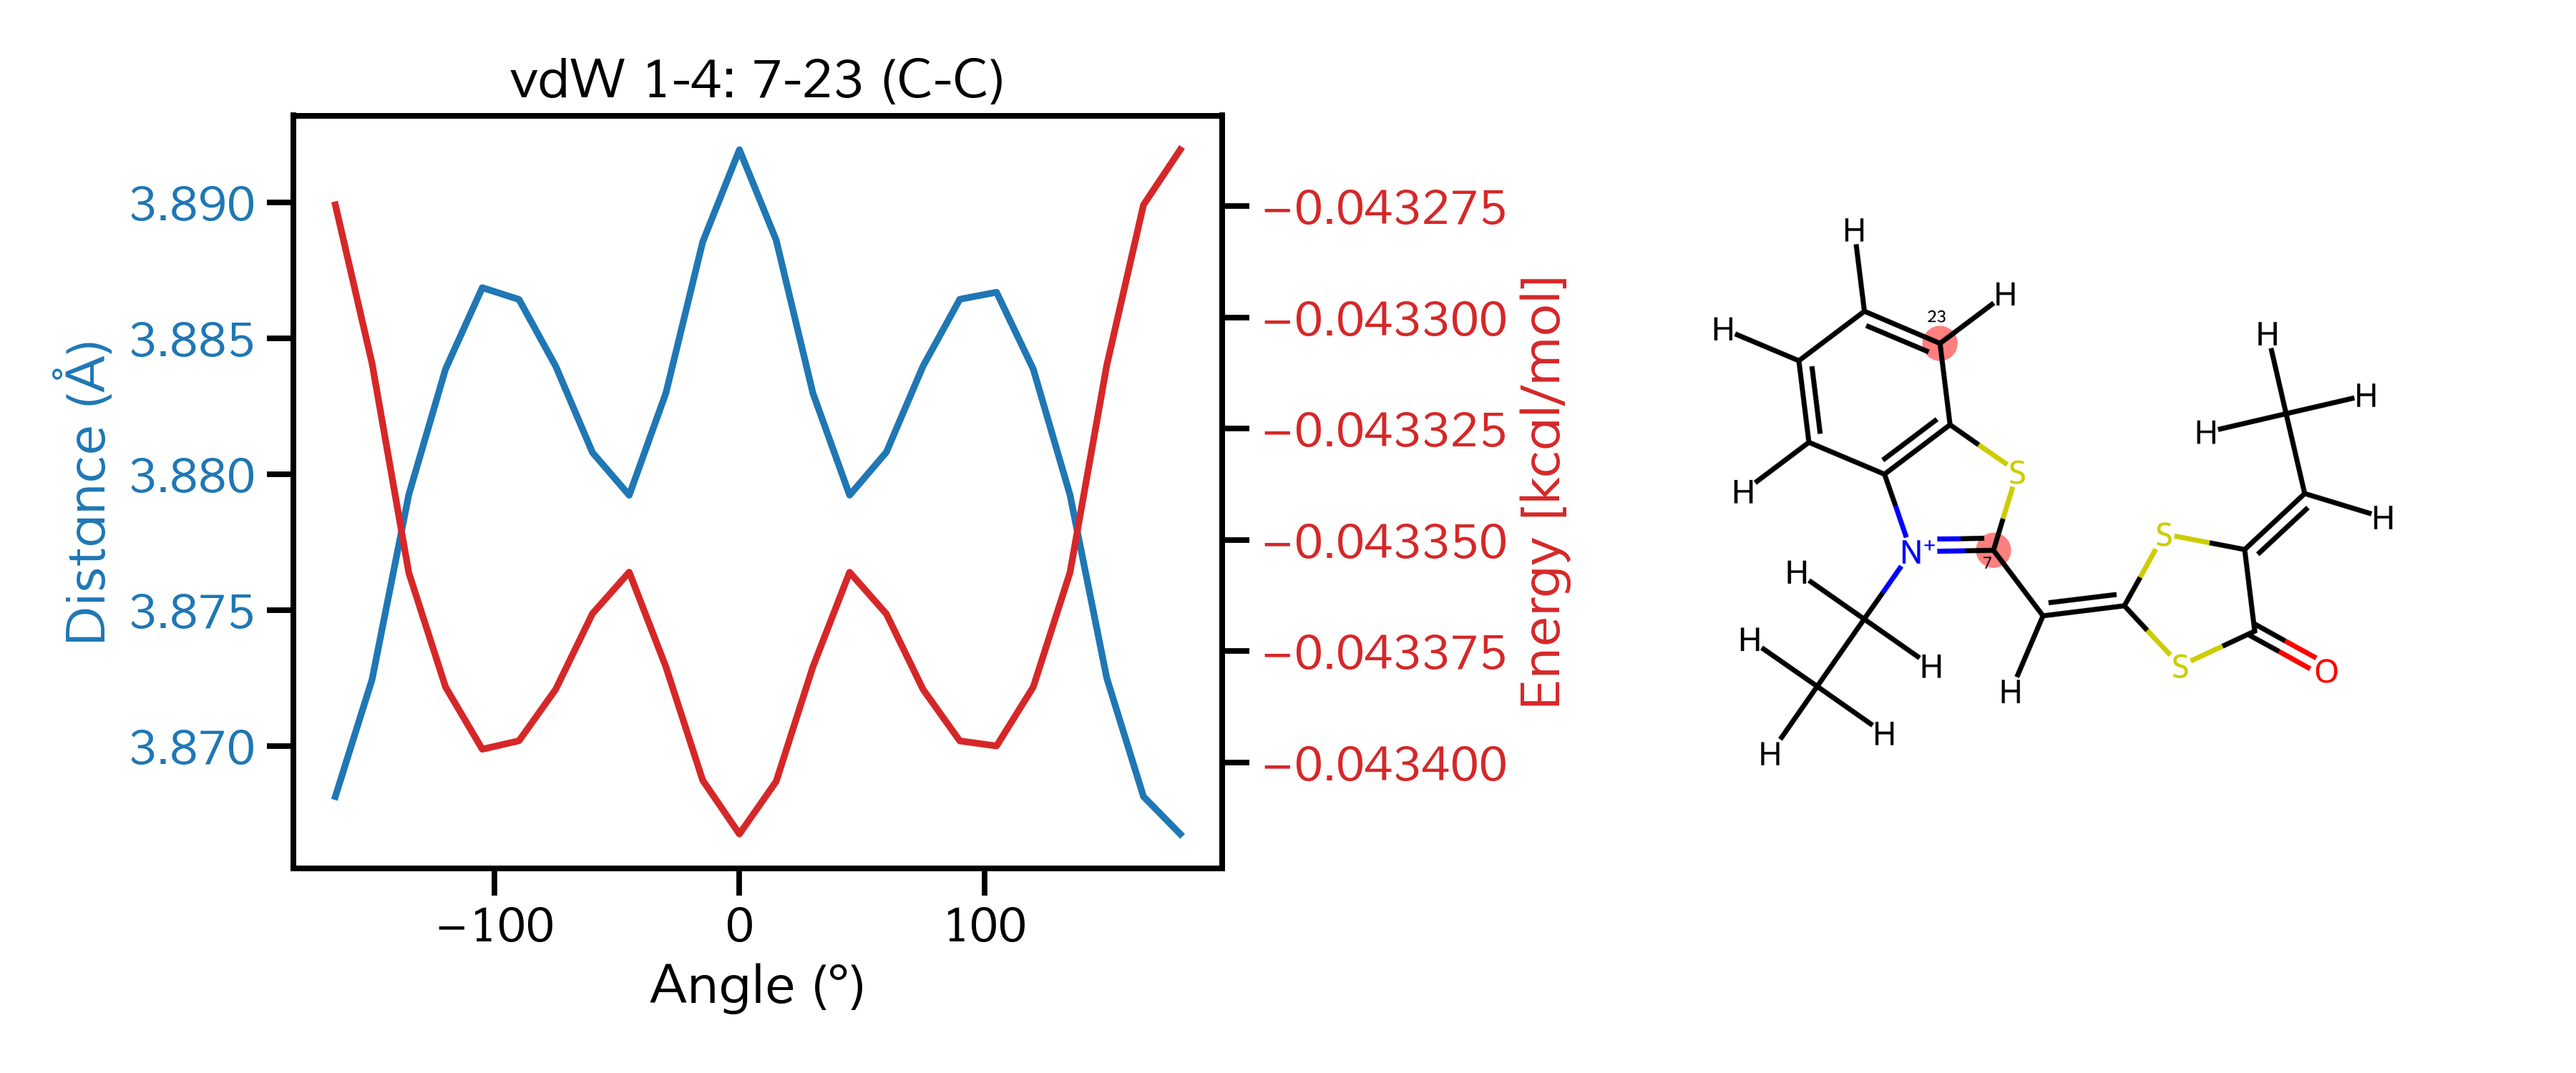 vdW 1-4: 7-23 (C-C)
Distance (Å)
3.890
3.885
3.880
3.875
3.870
−100
0
100
Angle (°)
−0.043275
−0.043300
−0.043325
−0.043350
−0.043375
−0.043400
Energy [kcal/mol]
H
H
23
H
H
H
S
N+
7
H
H
H
H
H
H
S
S
O
H
H
H
H